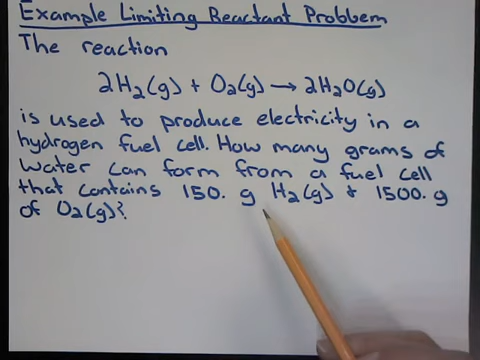 Example Limiting Reactant Problem
The reaction
2H₂(g) + O₂(g) → 2H₂O(g)
is used to produce electricity in a
hydrogen fuel cell. How many grams of
water can form from a fuel cell
that contains 150. g H₂(g) + 1500. g
of O₂(g)?